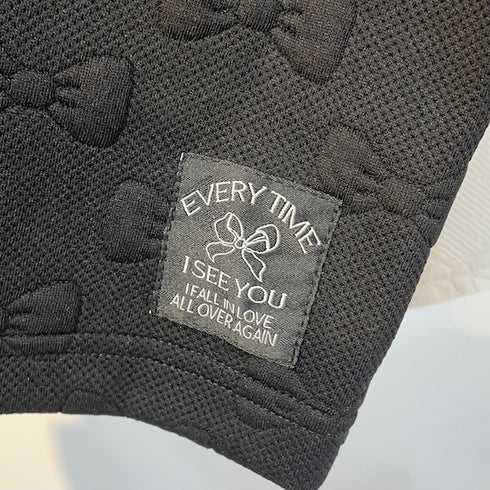 EVERY TIME
I SEE YOU
I FALL IN LOVE
ALL OVER AGAIN